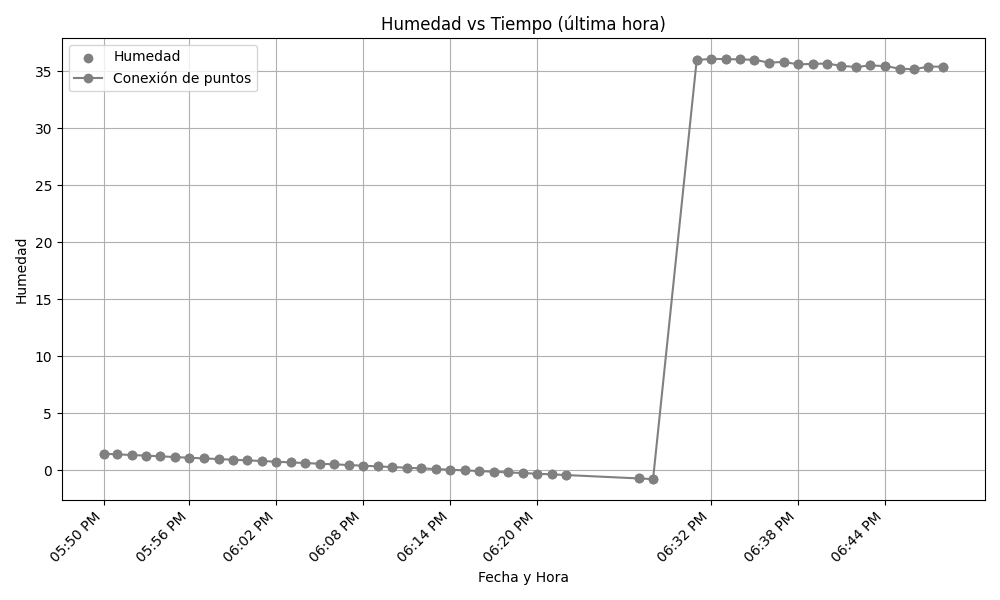 Humedad vs Tiempo (última hora)
Humedad
Conexión de puntos
35
30
25
20
15
10
5
0
Humedad
05:50 PM
05:56 PM
06:02 PM
06:08 PM
06:14 PM
06:20 PM
06:32 PM
06:38 PM
06:44 PM
Fecha y Hora